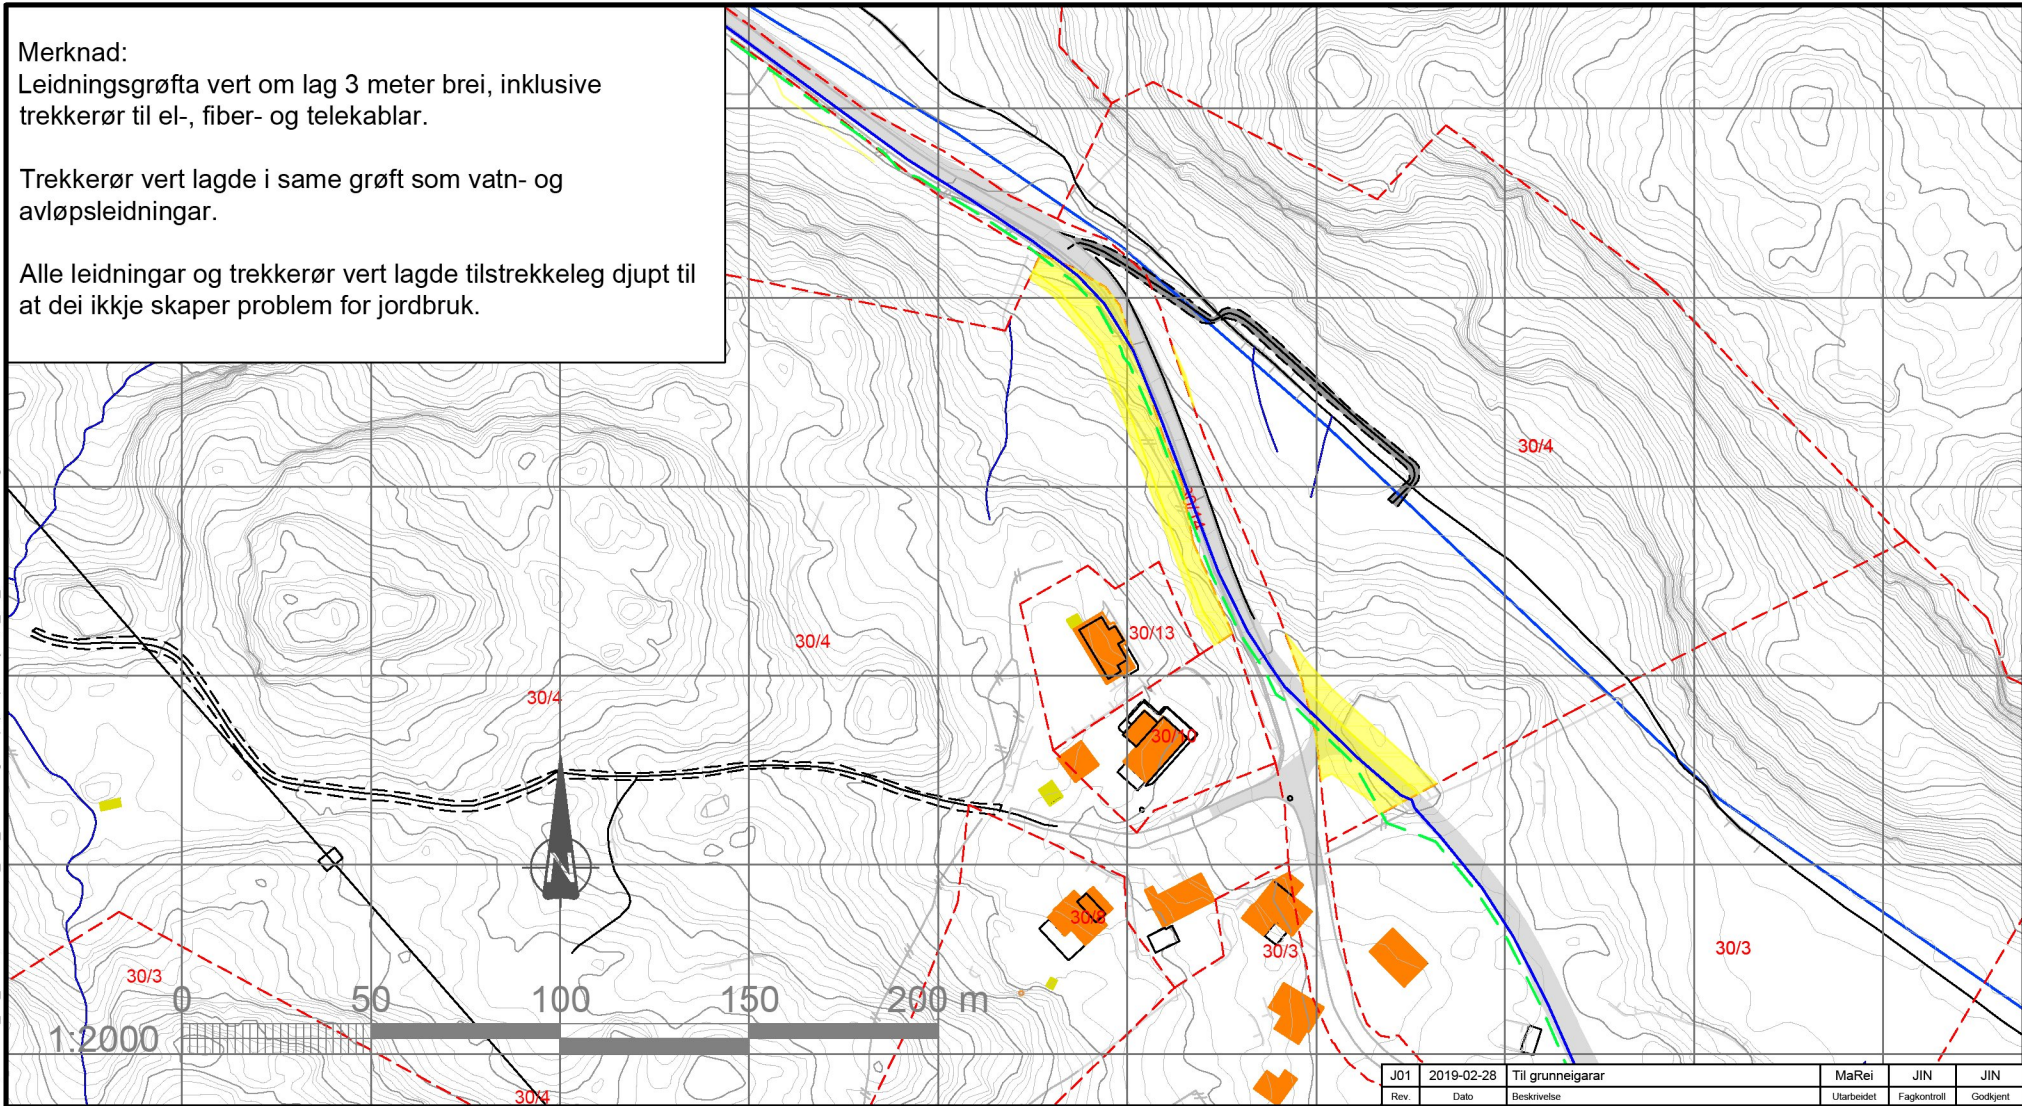 Merknad:
Leidningsgrøfta vert om lag 3 meter brei, inklusive
trekkerør til el-, fiber- og telekablar.
Trekkerør vert lagde i same grøft som vatn- og
avløpsleidningar.
Alle leidningar og trekkerør vert lagde tilstrekkeleg djupt til
at dei ikkje skaper problem for jordbruk.
30/4
30/13
30/4
30/4
30/10
30/8
30/3
30/3
30/3
0 50 100 150 200 m
1:2000
N
30/4
J01 2019-02-28 Til grunneigarar MaRei JIN JIN
Rev. Dato Beskrivelse Utarbeidet Fagkontroll Godkjent